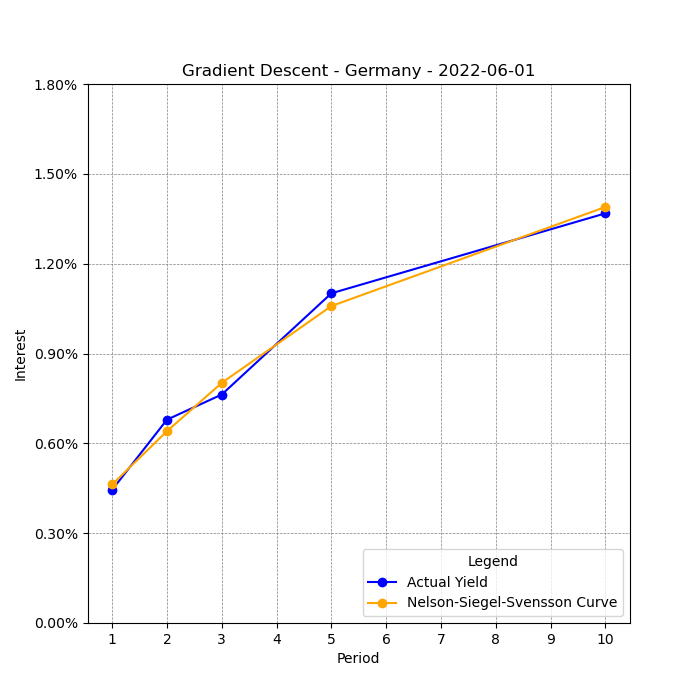 Gradient Descent - Germany - 2022-06-01
1.80%
1.50%
1.20%
0.90%
0.60%
0.30%
0.00%
Interest
1 2 3 4 5 6 7 8 9 10
Period
Legend
Actual Yield
Nelson-Siegel-Svensson Curve